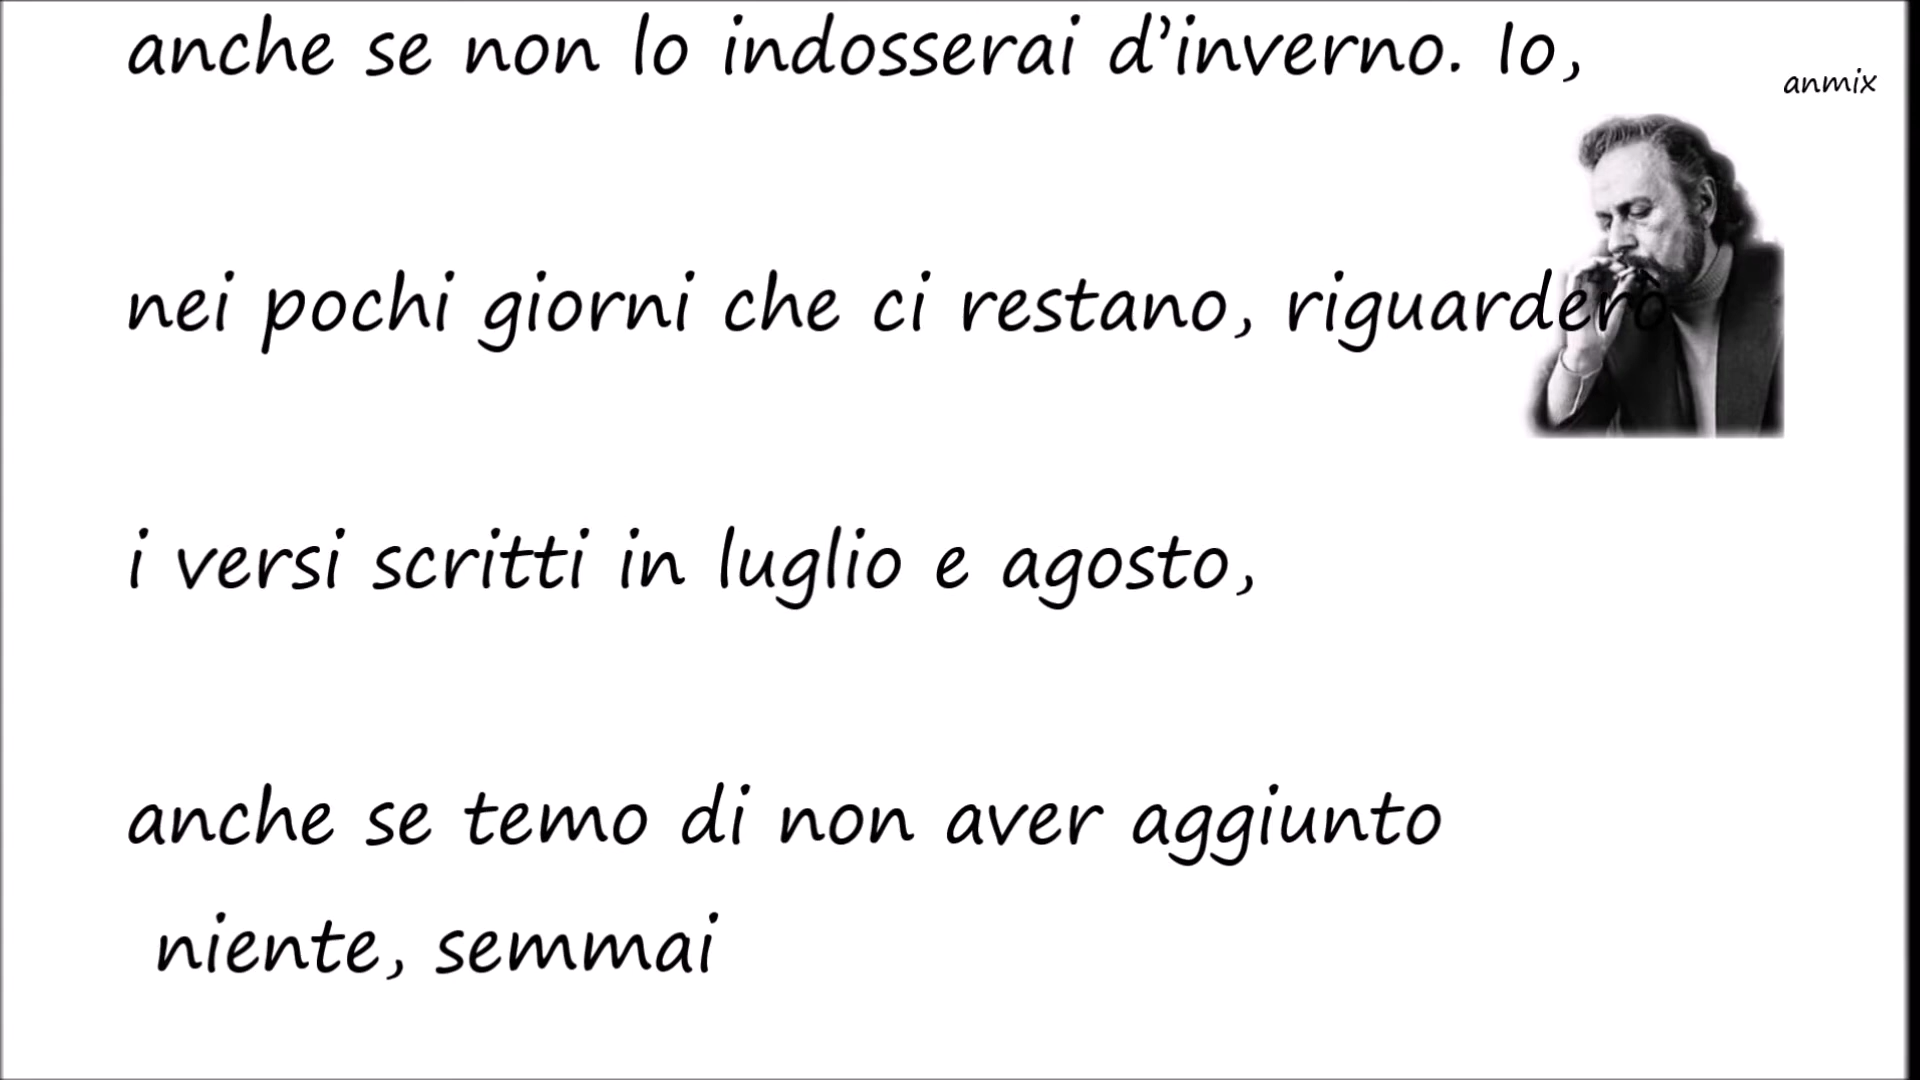 anche se non lo indosserai d’inverno. Io,
anmix
nei pochi giorni che ci restano, riguarderò
i versi scritti in luglio e agosto,
anche se temo di non aver aggiunto
niente, semmai